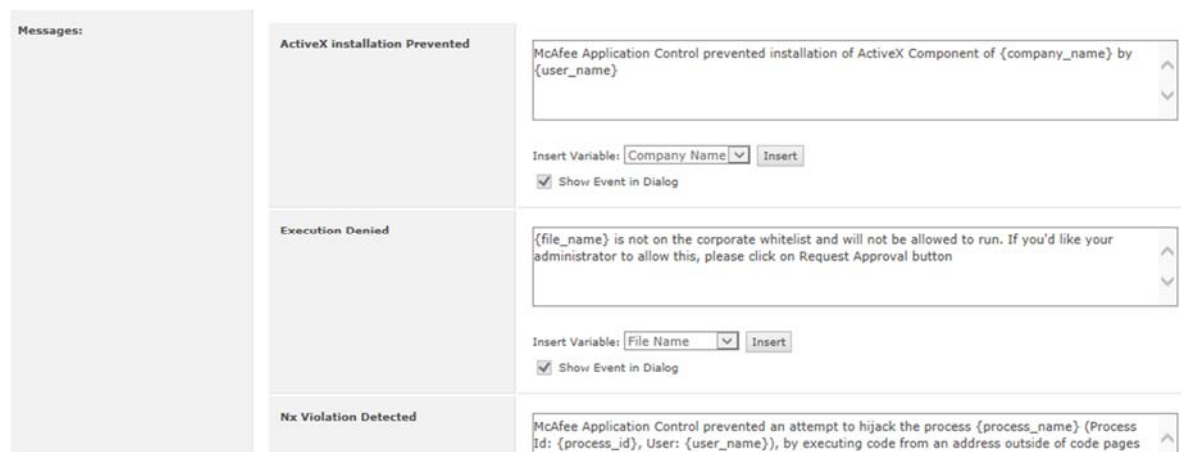 Messages:
ActiveX installation Prevented
McAfee Application Control prevented installation of ActiveX Component of {company_name} by
{user_name}
Insert Variable: Company Name Insert
Show Event in Dialog
Execution Denied
{file_name} is not on the corporate whitelist and will not be allowed to run. If you'd like your
administrator to allow this, please click on Request Approval button
Insert Variable: File Name Insert
Show Event in Dialog
Nx Violation Detected
McAfee Application Control prevented an attempt to hijack the process {process_name} (Process
Id: {process_id}, User: {user_name}), by executing code from an address outside of code pages